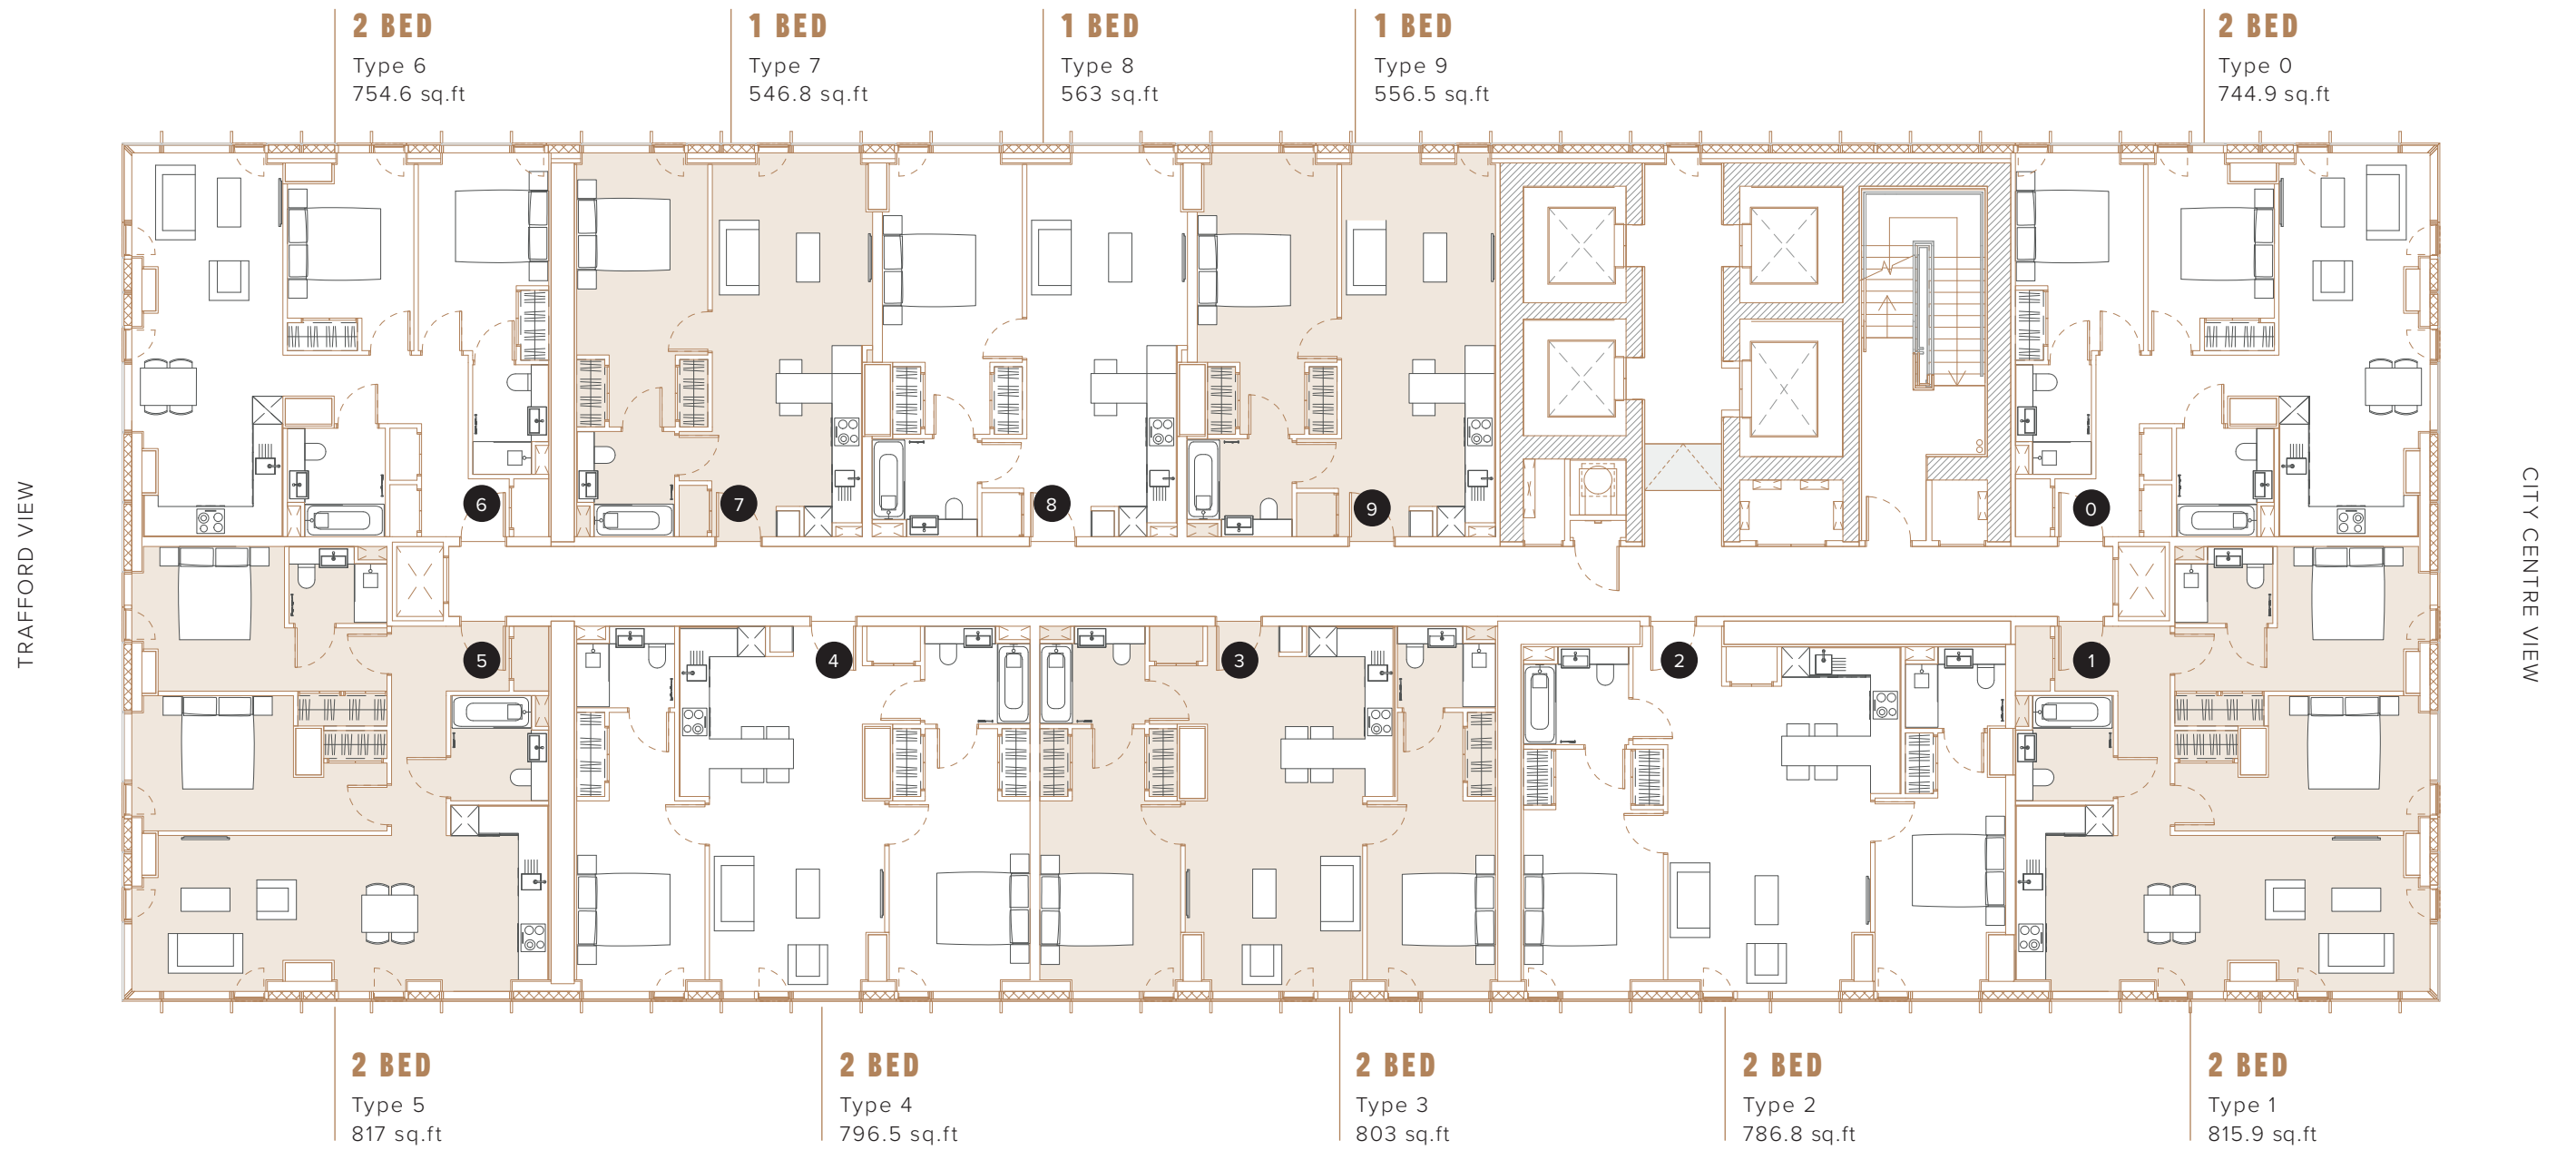 2 BED
Type 6
754.6 sq.ft
1 BED
Type 7
546.8 sq.ft
1 BED
Type 8
563 sq.ft
1 BED
Type 9
556.5 sq.ft
2 BED
Type 0
744.9 sq.ft
TRAFFORD VIEW
CITY CENTRE VIEW
6
7
8
9
0
5
4
3
2
1
2 BED
Type 5
817 sq.ft
2 BED
Type 4
796.5 sq.ft
2 BED
Type 3
803 sq.ft
2 BED
Type 2
786.8 sq.ft
2 BED
Type 1
815.9 sq.ft